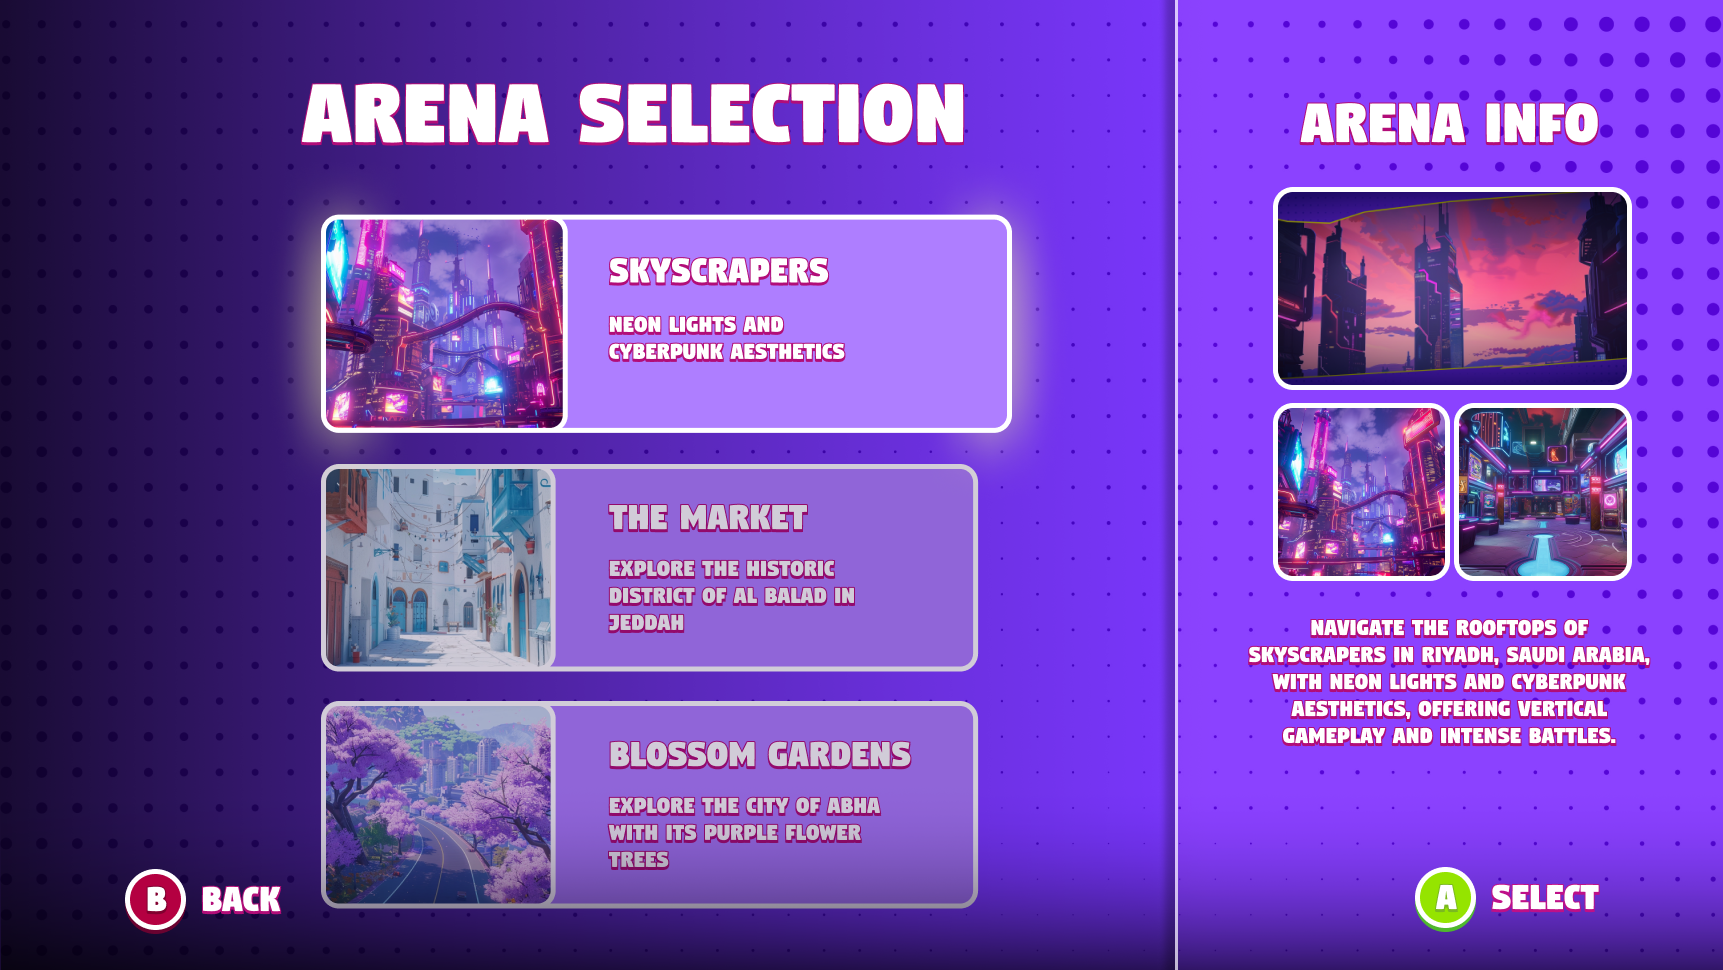 ARENA SELECTION
SKYSCRAPERS
NEON LIGHTS AND
CYBERPUNK AESTHETICS
THE MARKET
EXPLORE THE HISTORIC
DISTRICT OF AL BALAD IN
JEDDAH
BLOSSOM GARDENS
EXPLORE THE CITY OF ABHA
WITH ITS PURPLE FLOWER
TREES
B BACK
ARENA INFO
NAVIGATE THE ROOFTOPS OF
SKYSCRAPERS IN RIYADH, SAUDI ARABIA,
WITH NEON LIGHTS AND CYBERPUNK
AESTHETICS, OFFERING VERTICAL
GAMEPLAY AND INTENSE BATTLES.
A SELECT